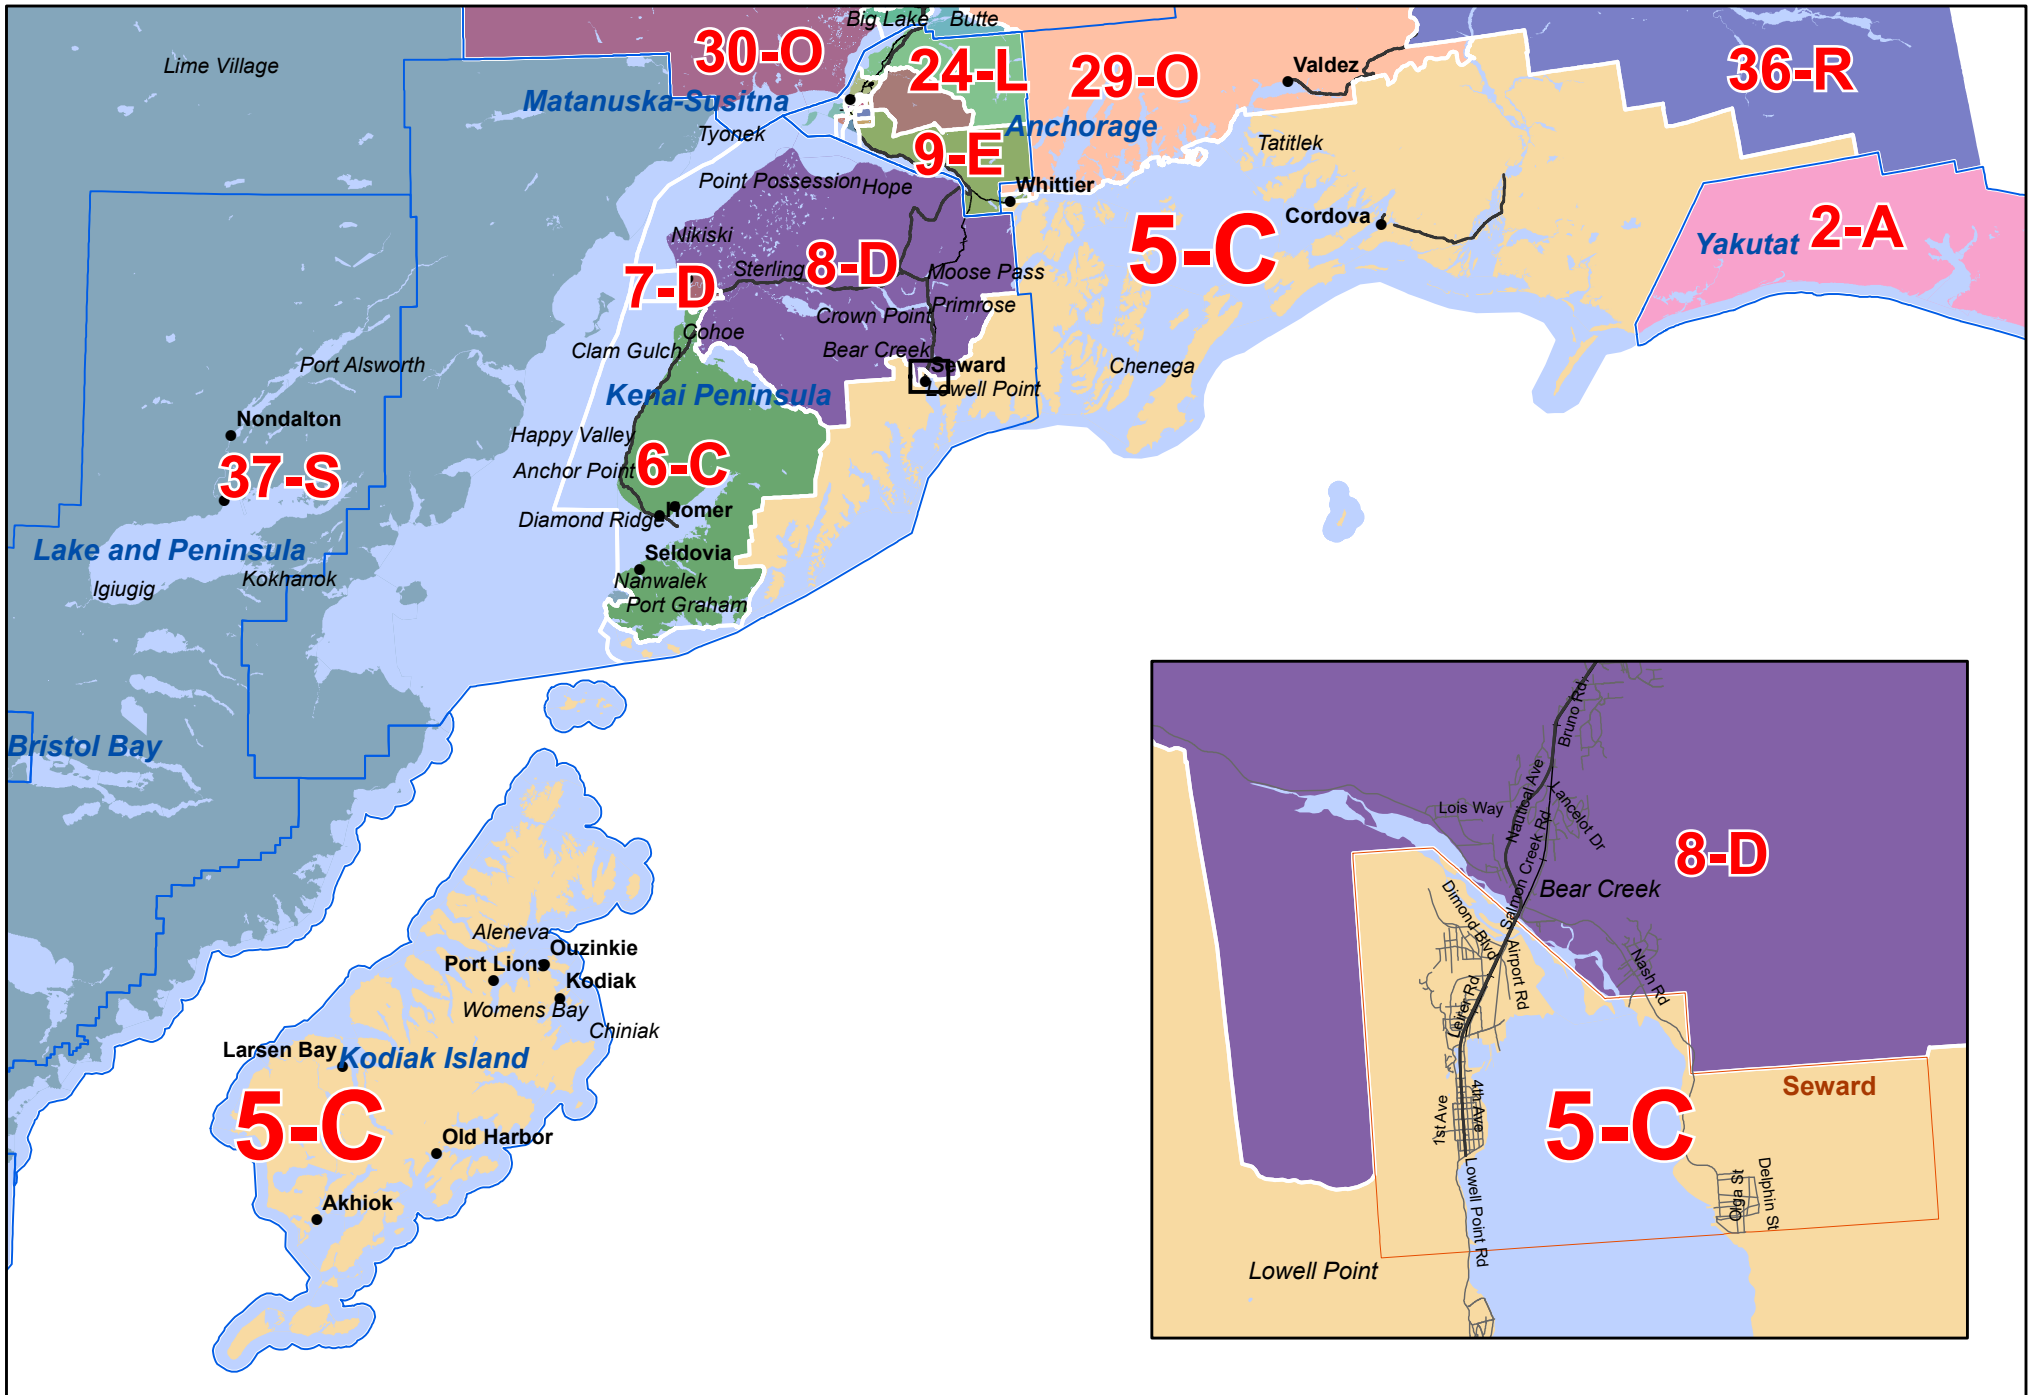 Big Lake
Butte
30-O
24-L
29-O
Valdez
36-R
Lime Village
Matanuska-Susitna
Anchorage
Tyonek
9-E
Tatitlek
Point Possession
Hope
Whittier
Cordova
5-C
Yakutat
2-A
Nikiski
7-D
Sterling
8-D
Moose Pass
Crown Point
Primrose
Cohoe
Clam Gulch
Bear Creek
Seward
Lowell Point
Chenega
Port Alsworth
Kenai Peninsula
Nondalton
37-S
Happy Valley
Anchor Point
6-C
Diamond Ridge
Homer
Lake and Peninsula
Igiugig
Kokhanok
Seldovia
Nanwalek
Port Graham
Bristol Bay
Aleneva
Ouzinkie
Port Lions
Kodiak
Womens Bay
Chiniak
Larsen Bay
Kodiak Island
5-C
Old Harbor
Akhiok
Bruno Rd
Lois Way
Nautical Ave
Lancelot Dr
Salmon Creek Rd
8-D
Bear Creek
Dimond Blvd
Airport Rd
Nash Rd
Leirer Rd
Seward
1st Ave
4th Ave
5-C
Lowell Point Rd
Olga St
Delphin St
Lowell Point